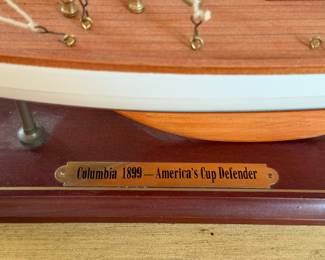 Columbia 1899 — America's Cup Defender